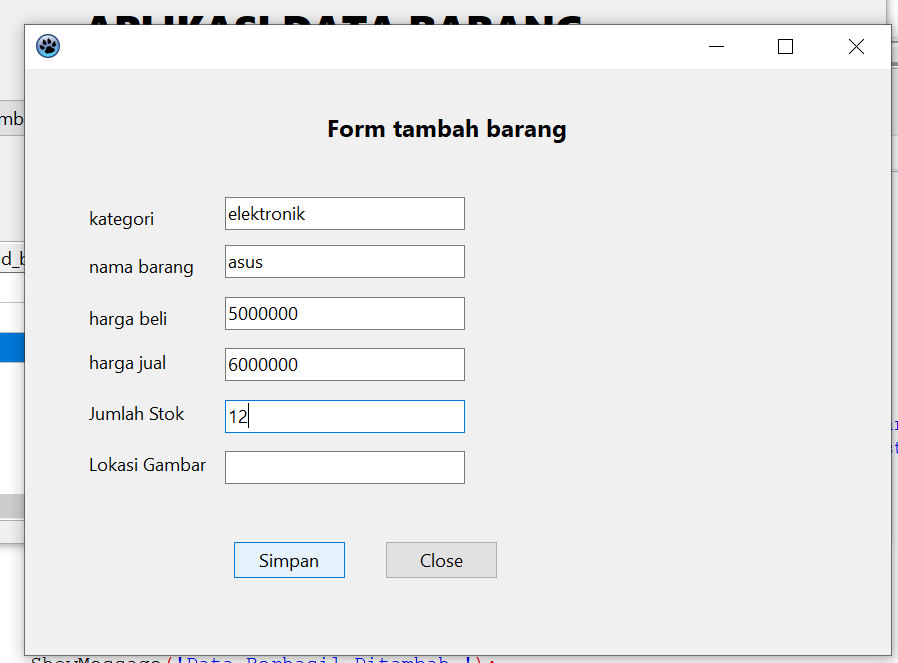 APLIKASI DATA BARANG
Form tambah barang
kategori
elektronik
nama barang
asus
harga beli
5000000
harga jual
6000000
Jumlah Stok
12
Lokasi Gambar
Simpan
Close
ShowMessage('Data Berhasil Ditambah ');